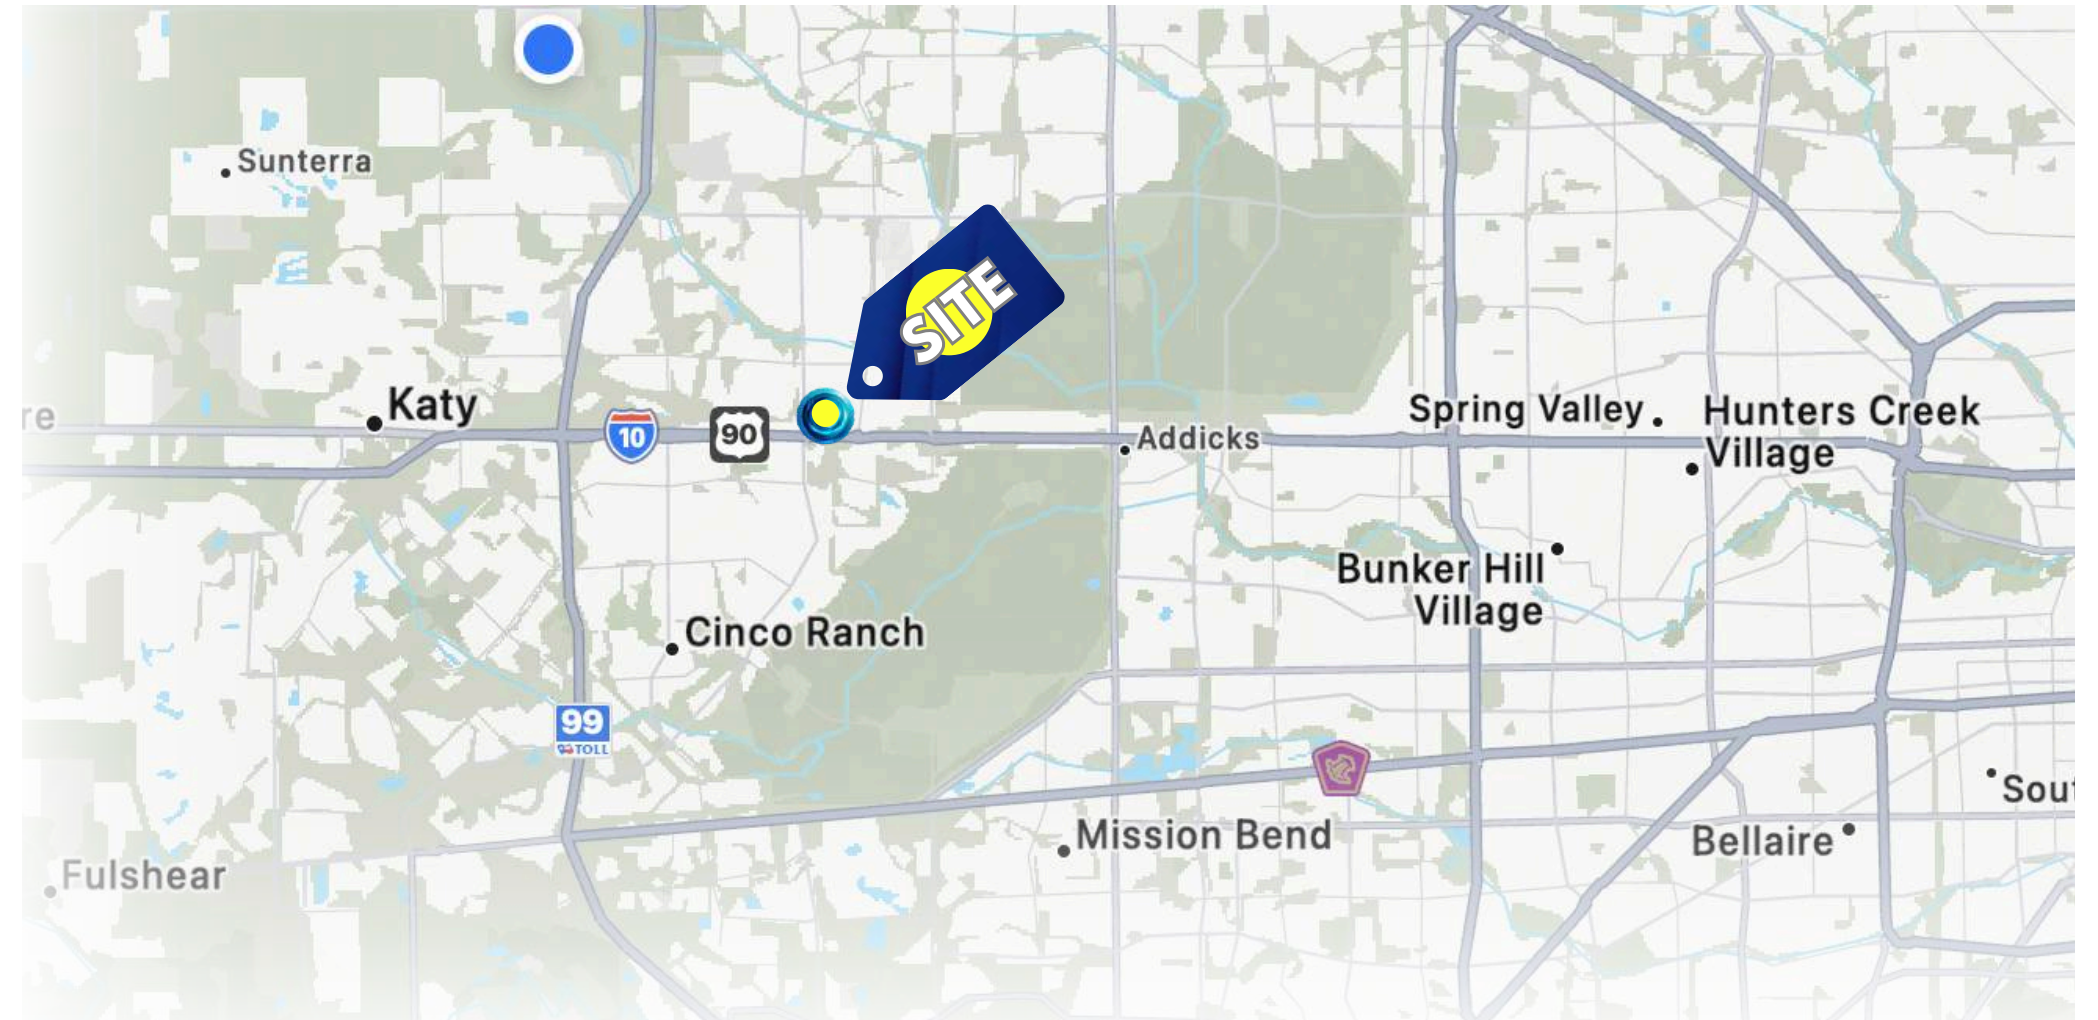 Sunterra
SITE
Katy
re
10
90
Addicks
Spring Valley
Hunters Creek
Village
Bunker Hill
Village
Cinco Ranch
99
TOLL
Sout
Mission Bend
Bellaire
Fulshear